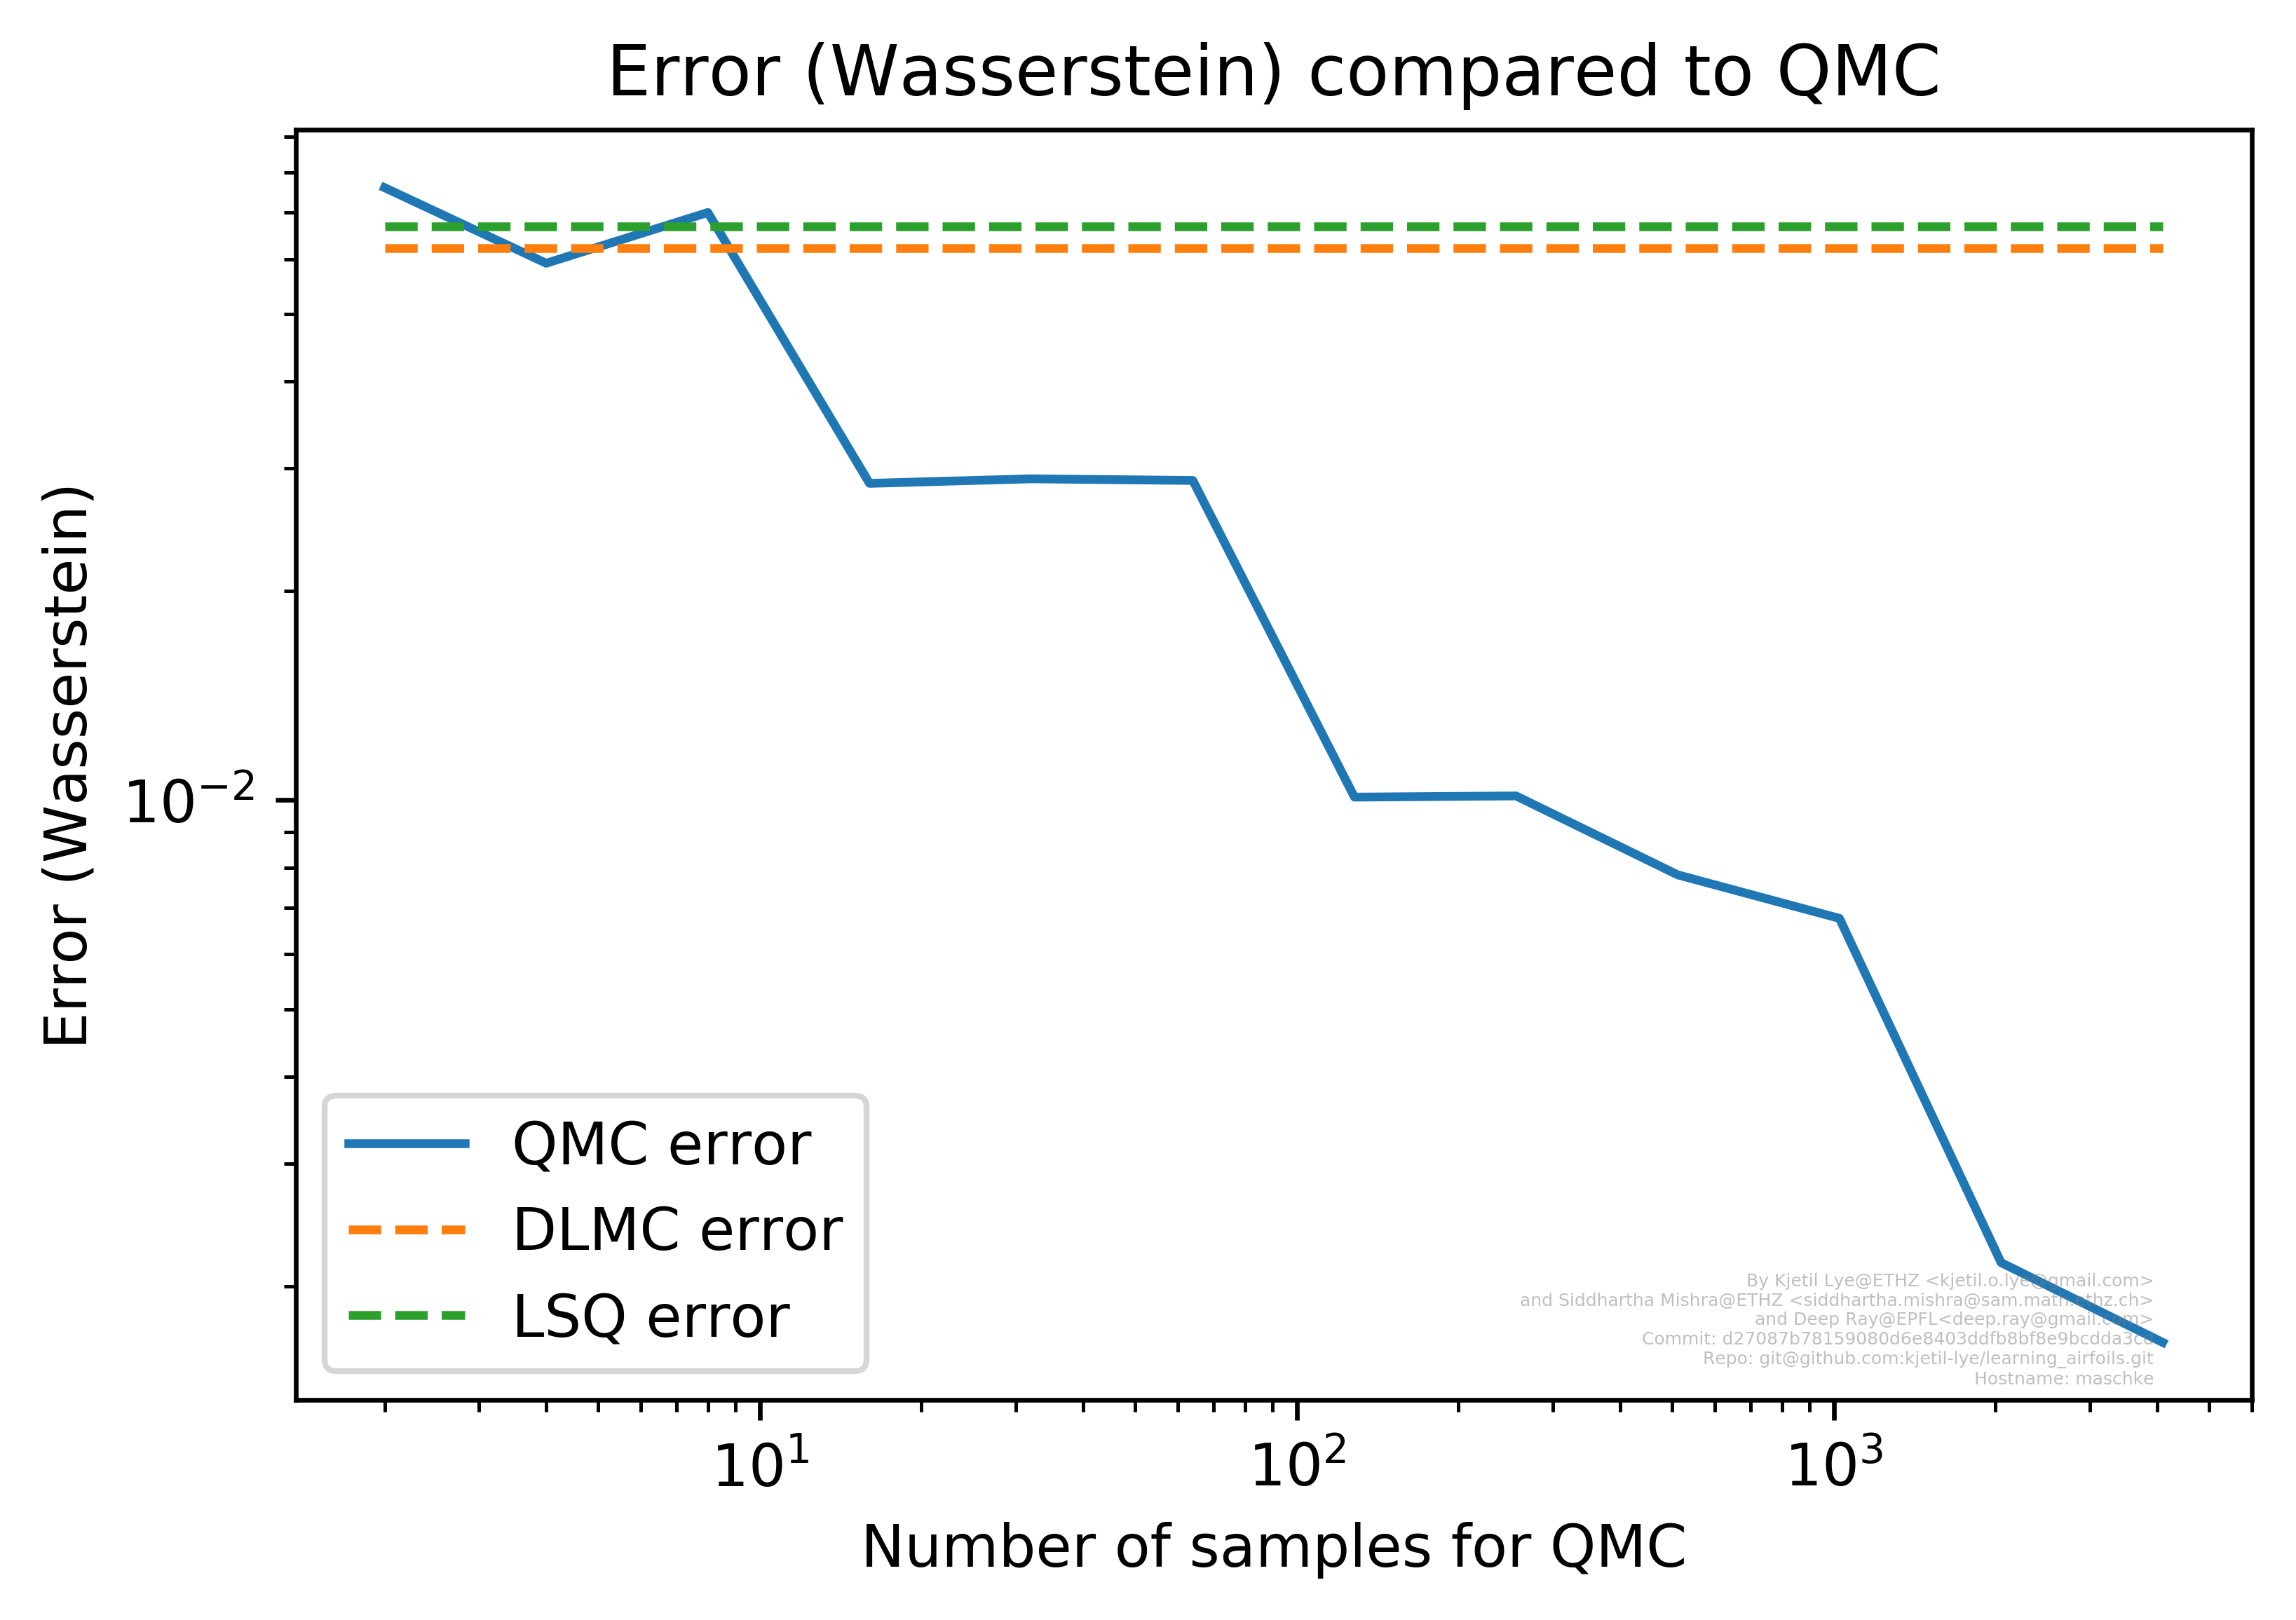 Error (Wasserstein) compared to QMC
Error (Wasserstein)
10⁻²
QMC error
DLMC error
LSQ error
By Kjetil Lye@ETHZ <kjetil.o.lye@gmail.com>
and Siddhartha Mishra@ETHZ <siddhartha.mishra@sam.math.ethz.ch>
and Deep Ray@EPFL<deep.ray@gmail.com>
Commit: d27087b78159080d6e8403ddfb8bf8e9bcdda3cd
Repo: git@github.com:kjetil-lye/learning_airfoils.git
Hostname: maschke
10¹ 10² 10³
Number of samples for QMC